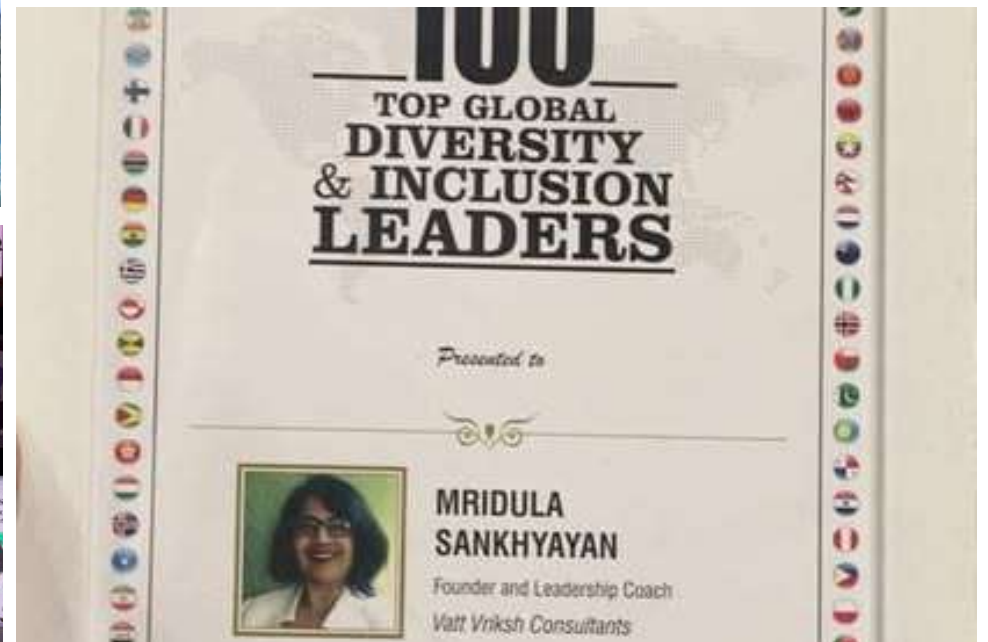 100
TOP GLOBAL
DIVERSITY
& INCLUSION
LEADERS
Presented to
MRIDULA
SANKHYAYAN
Founder and Leadership Coach
Vatt Vriksh Consultants